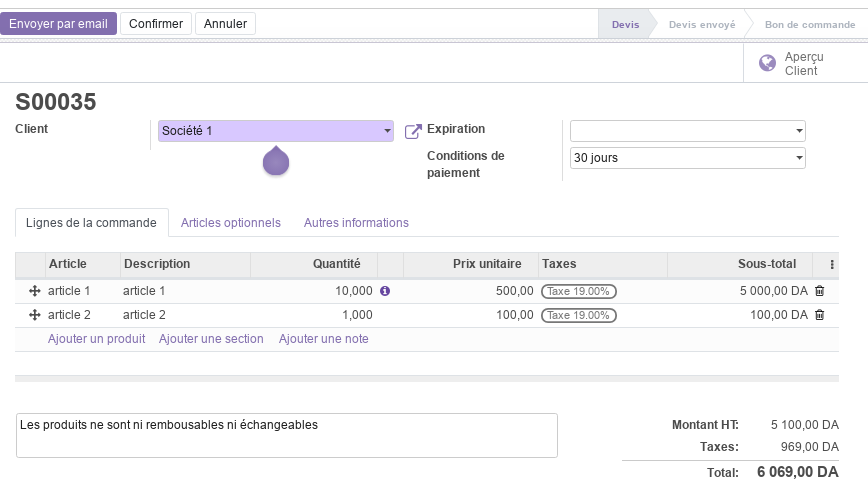 Envoyer par email Confirmer Annuler Devis Devis envoyé Bon de commande
Aperçu
Client
S00035
Client Société 1 Expiration
Conditions de
paiement 30 jours
Lignes de la commande Articles optionnels Autres informations
Article Description Quantité Prix unitaire Taxes Sous-total
article 1 article 1 10,000 500,00 Taxe 19.00% 5 000,00 DA
article 2 article 2 1,000 100,00 Taxe 19.00% 100,00 DA
Ajouter un produit Ajouter une section Ajouter une note
Les produits ne sont ni rembousables ni échangeables
Montant HT: 5 100,00 DA
Taxes: 969,00 DA
Total: 6 069,00 DA